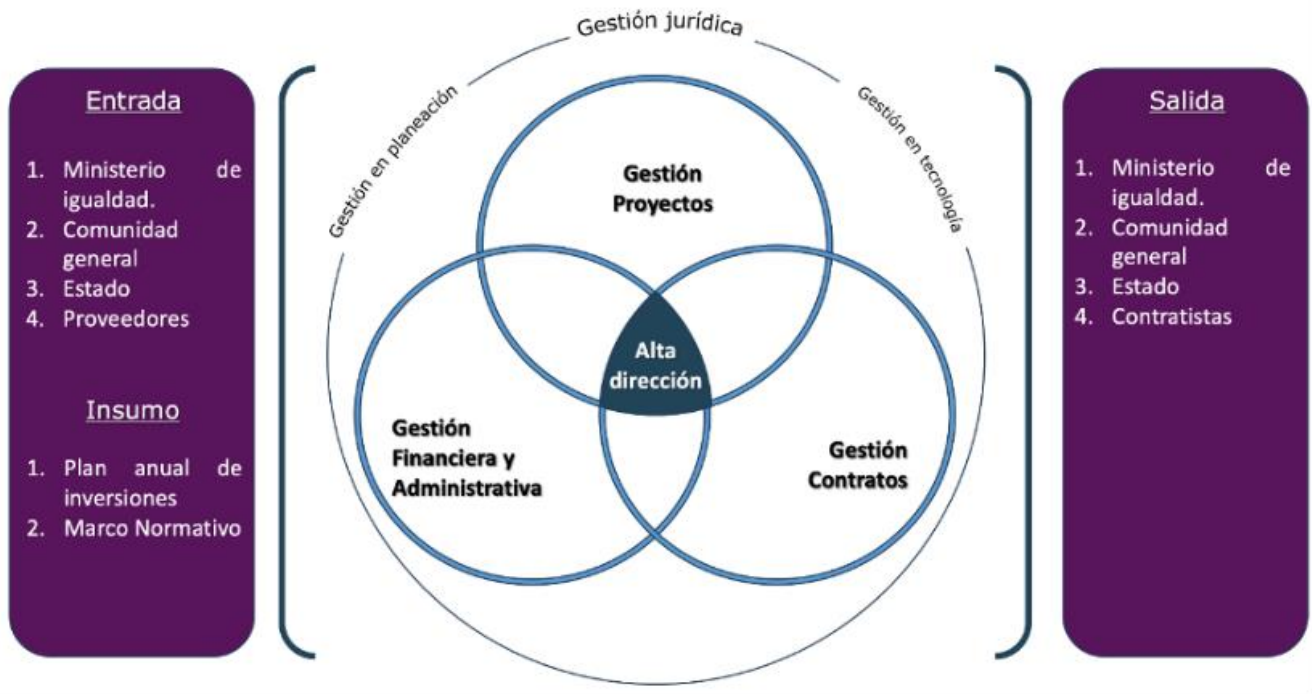 Gestión jurídica
Gestión en planeación
Gestión en tecnología
Entrada
1. Ministerio de
igualdad.
2. Comunidad
general
3. Estado
4. Proveedores
Insumo
1. Plan anual de
inversiones
2. Marco Normativo
Gestión
Proyectos
Alta
dirección
Gestión
Financiera y
Administrativa
Gestión
Contratos
Salida
1. Ministerio de
igualdad.
2. Comunidad
general
3. Estado
4. Contratistas